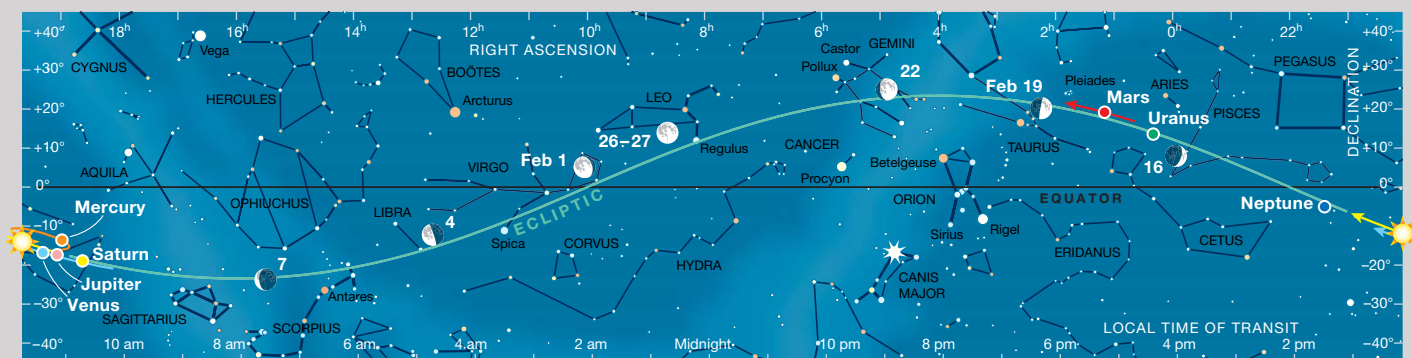 +40° 18h 16h 14h 12h 10h 8h 6h 4h 2h 0h 22h +40°
RIGHT ASCENSION
DECLINATION
+30° +30°
+20° +20°
+10° +10°
0° 0°
−10° −10°
−20°
−30° −30°
−40° −40°
CYGNUS
Vega
HERCULES
BOÖTES
Arcturus
LEO
26–27
Regulus
Feb 1
VIRGO
CANCER
Castor
GEMINI
Pollux
22
Procyon
Feb 19
Pleiades
Mars
Uranus
ARIES
PISCES
PEGASUS
TAURUS
16
Betelgeuse
ORION
EQUATOR
Neptune
AQUILA
OPHIUCHUS
Mercury
Saturn
Jupiter
Venus
LIBRA
4
Spica
ECLIPTIC
CORVUS
HYDRA
7
Antares
SAGITTARIUS
SCORPIUS
Sirius
Rigel
CANIS
MAJOR
ERIDANUS
CETUS
LOCAL TIME OF TRANSIT
10 am 8 am 6 am 4 am 2 am Midnight 10 pm 8 pm 6 pm 4 pm 2 pm